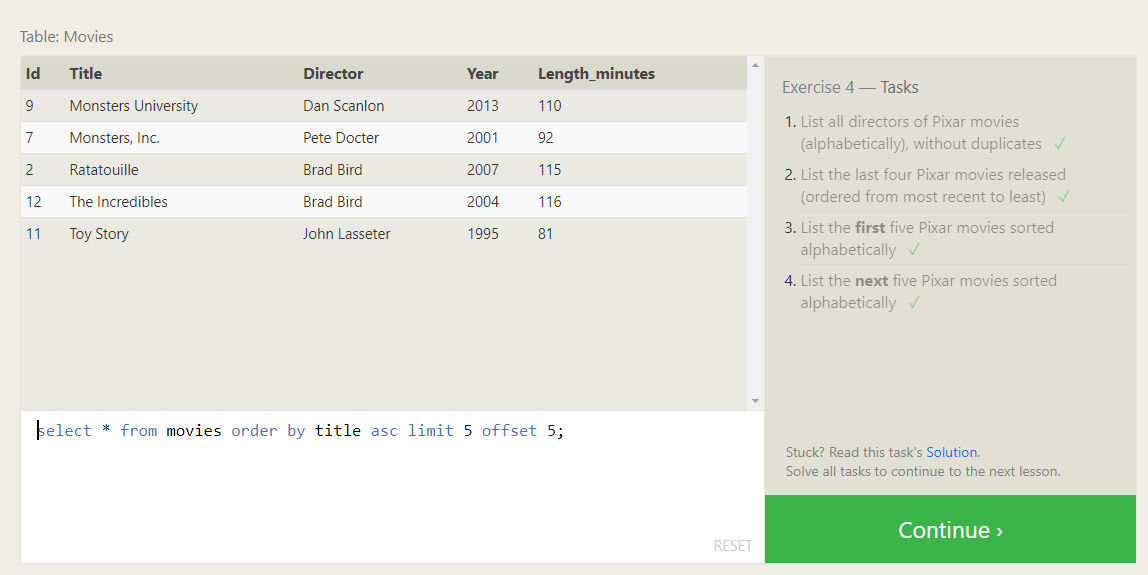 Table: Movies
Id Title Director Year Length_minutes
9 Monsters University Dan Scanlon 2013 110
7 Monsters, Inc. Pete Docter 2001 92
2 Ratatouille Brad Bird 2007 115
12 The Incredibles Brad Bird 2004 116
11 Toy Story John Lasseter 1995 81
select * from movies order by title asc limit 5 offset 5;
RESET
Exercise 4 — Tasks
1. List all directors of Pixar movies
(alphabetically), without duplicates ✓
2. List the last four Pixar movies released
(ordered from most recent to least) ✓
3. List the first five Pixar movies sorted
alphabetically ✓
4. List the next five Pixar movies sorted
alphabetically ✓
Stuck? Read this task's Solution.
Solve all tasks to continue to the next lesson.
Continue ›